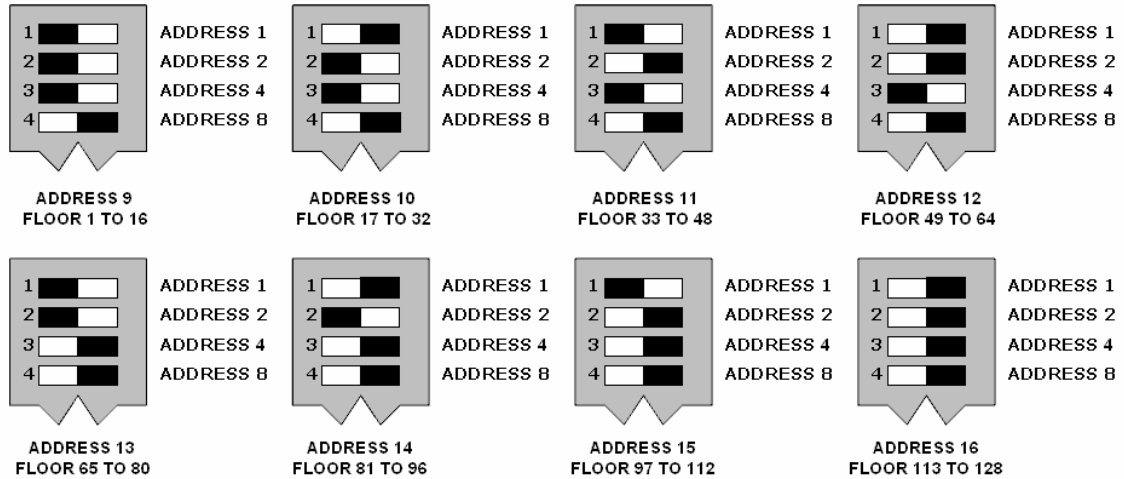 1 ADDRESS 1 1 ADDRESS 1 1 ADDRESS 1 1 ADDRESS 1
2 ADDRESS 2 2 ADDRESS 2 2 ADDRESS 2 2 ADDRESS 2
3 ADDRESS 4 3 ADDRESS 4 3 ADDRESS 4 3 ADDRESS 4
4 ADDRESS 8 4 ADDRESS 8 4 ADDRESS 8 4 ADDRESS 8
ADDRESS 9 ADDRESS 10 ADDRESS 11 ADDRESS 12
FLOOR 1 TO 16 FLOOR 17 TO 32 FLOOR 33 TO 48 FLOOR 49 TO 64
1 ADDRESS 1 1 ADDRESS 1 1 ADDRESS 1 1 ADDRESS 1
2 ADDRESS 2 2 ADDRESS 2 2 ADDRESS 2 2 ADDRESS 2
3 ADDRESS 4 3 ADDRESS 4 3 ADDRESS 4 3 ADDRESS 4
4 ADDRESS 8 4 ADDRESS 8 4 ADDRESS 8 4 ADDRESS 8
ADDRESS 13 ADDRESS 14 ADDRESS 15 ADDRESS 16
FLOOR 65 TO 80 FLOOR 81 TO 96 FLOOR 97 TO 112 FLOOR 113 TO 128